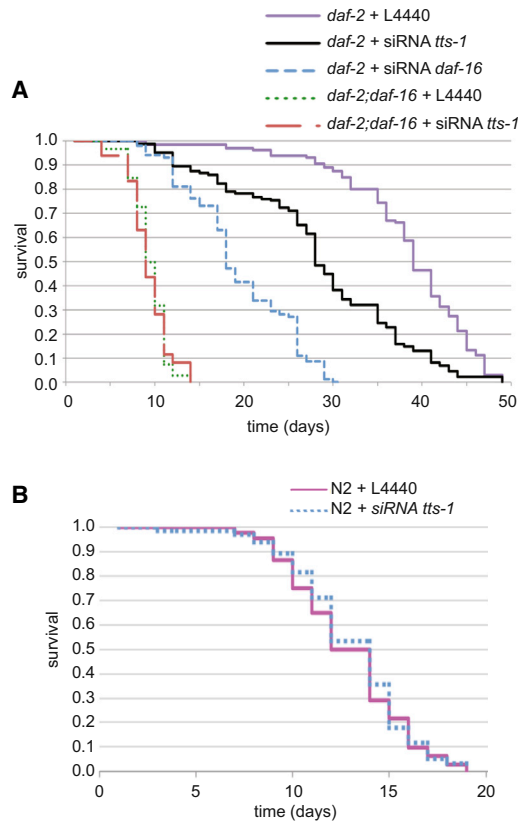 daf-2 + L4440
daf-2 + siRNA tts-1
daf-2 + siRNA daf-16
daf-2;daf-16 + L4440
daf-2;daf-16 + siRNA tts-1
A
1.0
0.9
0.8
0.7
0.6
0.5
0.4
0.3
0.2
0.1
0.0
survival
0 10 20 30 40 50
time (days)
B
N2 + L4440
N2 + siRNA tts-1
1.0
0.9
0.8
0.7
0.6
0.5
0.4
0.3
0.2
0.1
0.0
survival
0 5 10 15 20
time (days)